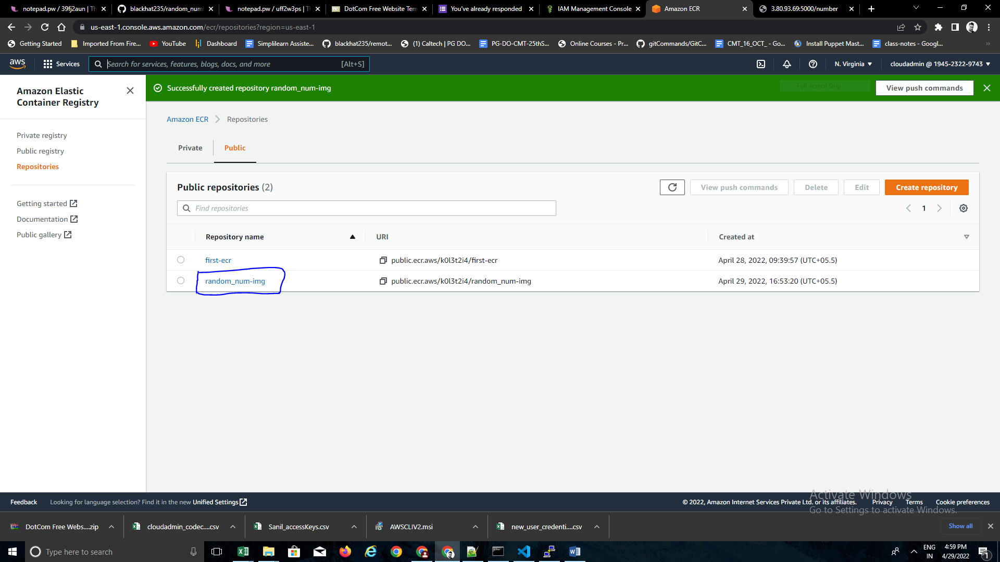 notepad.pw / 39fj2aun | Th
blackhat235/random_numl
notepad.pw / uff2w3ps | Th
DotCom Free Website Tem
You've already responded
IAM Management Console
Amazon ECR
3.80.93.69:5000/number
us-east-1.console.aws.amazon.com/ecr/repositories?region=us-east-1
Getting Started
Imported From Fire...
YouTube
Dashboard
Simplilearn Assiste...
blackhat235/remot...
(1) Caltech | PG DO...
PG-DO-CMT-25thS...
Online Courses - Pr...
gitCommands/GitC...
CMT_16_OCT_ - Go...
Install Puppet Mast...
class-notes - Googl...
aws
Services
Search for services, features, blogs, docs, and more
[Alt+S]
N. Virginia
cloudadmin @ 1945-2322-9743
Amazon Elastic
Container Registry
Successfully created repository random_num-img
Full-screen Snip
View push commands
Private registry
Public registry
Repositories
Getting started
Documentation
Public gallery
Amazon ECR
Repositories
Private
Public
Public repositories (2)
View push commands
Delete
Edit
Create repository
Find repositories
1
Repository name
URI
Created at
first-ecr
public.ecr.aws/k0l3t2i4/first-ecr
April 28, 2022, 09:39:57 (UTC+05.5)
random_num-img
public.ecr.aws/k0l3t2i4/random_num-img
April 29, 2022, 16:53:20 (UTC+05.5)
Activate Windows
Go to Settings to activate Windows.
Feedback
Looking for language selection? Find it in the new Unified Settings
© 2022, Amazon Internet Services Private Ltd. or its affiliates.
Privacy
Terms
Cookie preferences
DotCom Free Webs....zip
cloudadmin_codec....csv
Sanil_accessKeys.csv
AWSCLIV2.msi
new_user_credenti....csv
Show all
Type here to search
ENG
IN
4:59 PM
4/29/2022
1